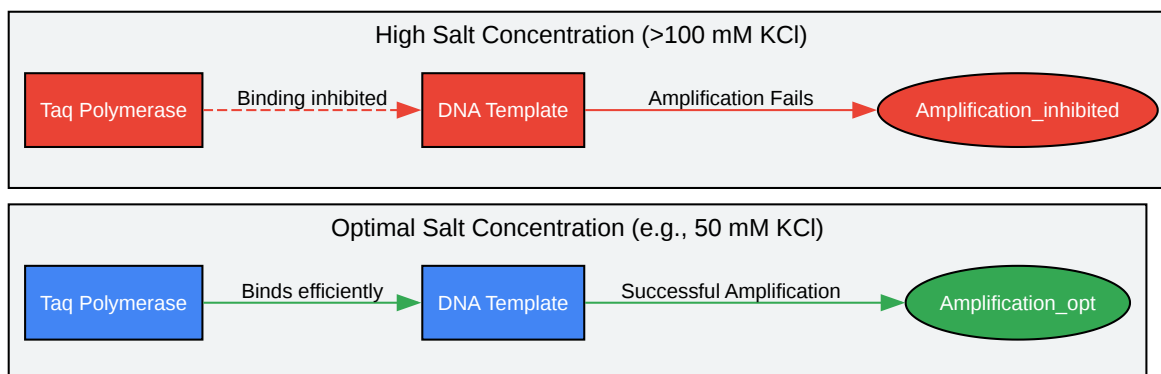 High Salt Concentration (>100 mM KCl)
Taq Polymerase
Binding inhibited
DNA Template
Amplification Fails
Amplification_inhibited
Optimal Salt Concentration (e.g., 50 mM KCl)
Taq Polymerase
Binds efficiently
DNA Template
Successful Amplification
Amplification_opt